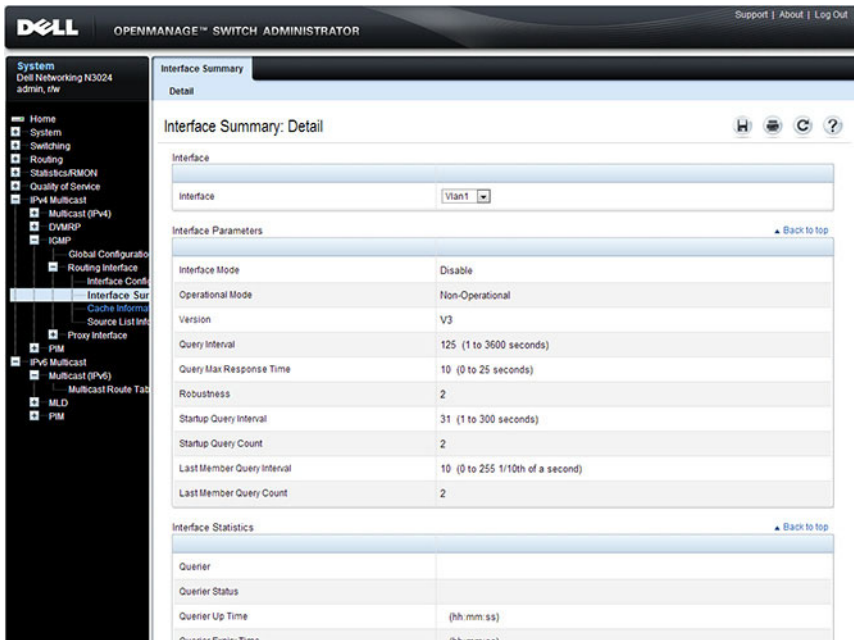 Support | About | Log Out
DELL OPENMANAGE™ SWITCH ADMINISTRATOR
System
Dell Networking N3024
admin, r/w
Home
System
Switching
Routing
Statistics/RMON
Quality of Service
IPv4 Multicast
Multicast (IPv4)
DVMRP
IGMP
Global Configuratio
Routing Interface
Interface Confi
Interface Sur
Cache Informa
Source List Info
Proxy Interface
PIM
IPv6 Multicast
Multicast (IPv6)
Multicast Route Tab
MLD
PIM
Interface Summary
Detail
Interface Summary: Detail
Interface
Interface Vlan1
Interface Parameters Back to top
Interface Mode Disable
Operational Mode Non-Operational
Version V3
Query Interval 125 (1 to 3600 seconds)
Query Max Response Time 10 (0 to 25 seconds)
Robustness 2
Startup Query Interval 31 (1 to 300 seconds)
Startup Query Count 2
Last Member Query Interval 10 (0 to 255 1/10th of a second)
Last Member Query Count 2
Interface Statistics Back to top
Querier
Querier Status
Querier Up Time (hh:mm:ss)
Querier Expiry Time (hh:mm:ss)